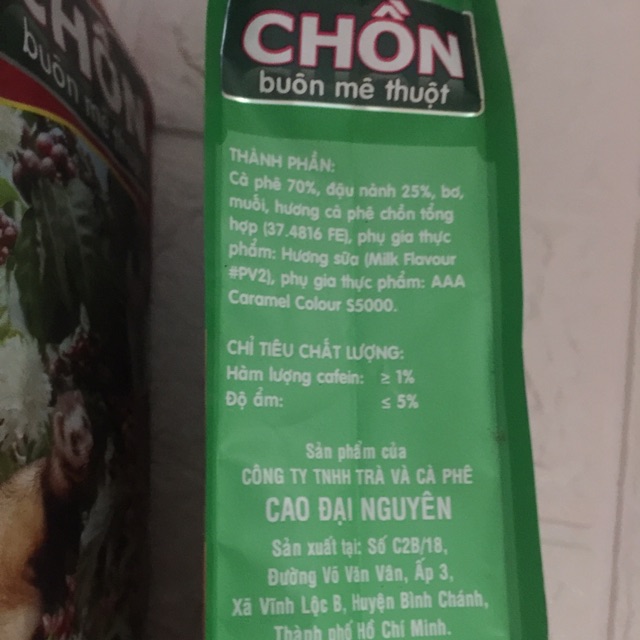 CHỒN
buôn mê
CHỒN
buôn mê thuột
THÀNH PHẦN:
Cà phê 70%, đậu nành 25%, bơ,
muối, hương cà phê chồn tổng
hợp (37.4816 FE), phụ gia thực
phẩm: Hương sữa (Milk Flavour
#PV2), phụ gia thực phẩm: AAA
Caramel Colour S5000.
CHỈ TIÊU CHẤT LƯỢNG:
Hàm lượng cafein: ≥ 1%
Độ ẩm: ≤ 5%
Sản phẩm của
CÔNG TY TNHH TRÀ VÀ CÀ PHÊ
CAO ĐẠI NGUYÊN
Sản xuất tại: Số C2B/18,
Đường Võ Văn Vân, Ấp 3,
Xã Vĩnh Lộc B, Huyện Bình Chánh,
Thành phố Hồ Chí Minh.